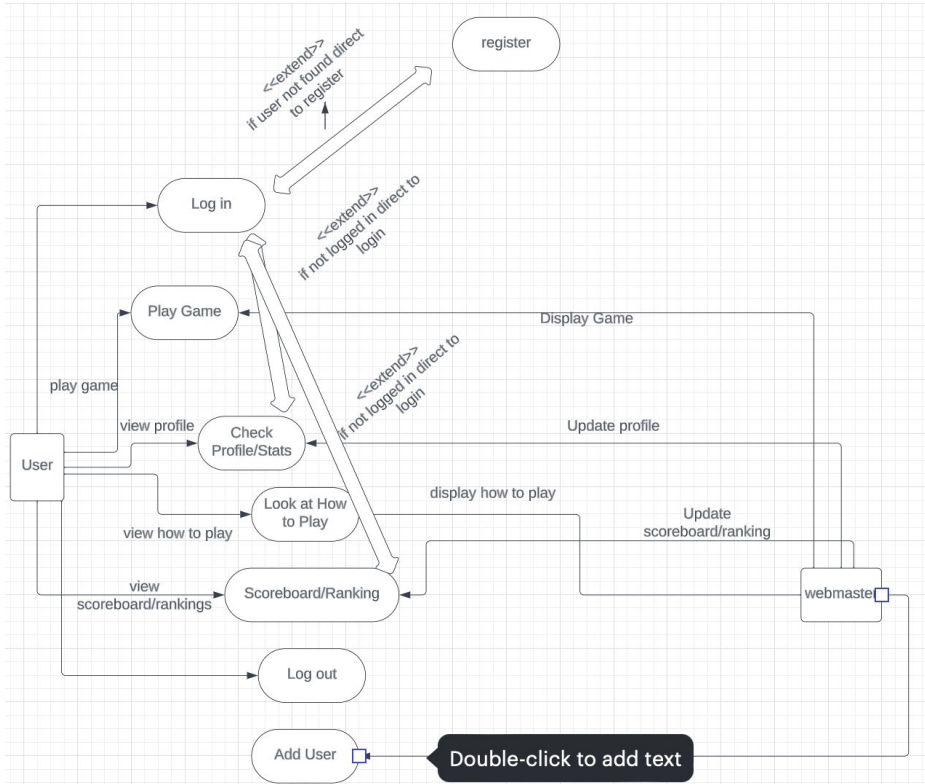 register
<<extend>>
if user not found direct
to register
Log in
<<extend>>
if not logged in direct to
login
Play Game
Display Game
<<extend>>
if not logged in direct to
login
play game
view profile
Check
Profile/Stats
Update profile
User
Look at How
to Play
display how to play
view how to play
Update
scoreboard/ranking
view
scoreboard/rankings
Scoreboard/Ranking
webmaster
Log out
Add User
Double-click to add text